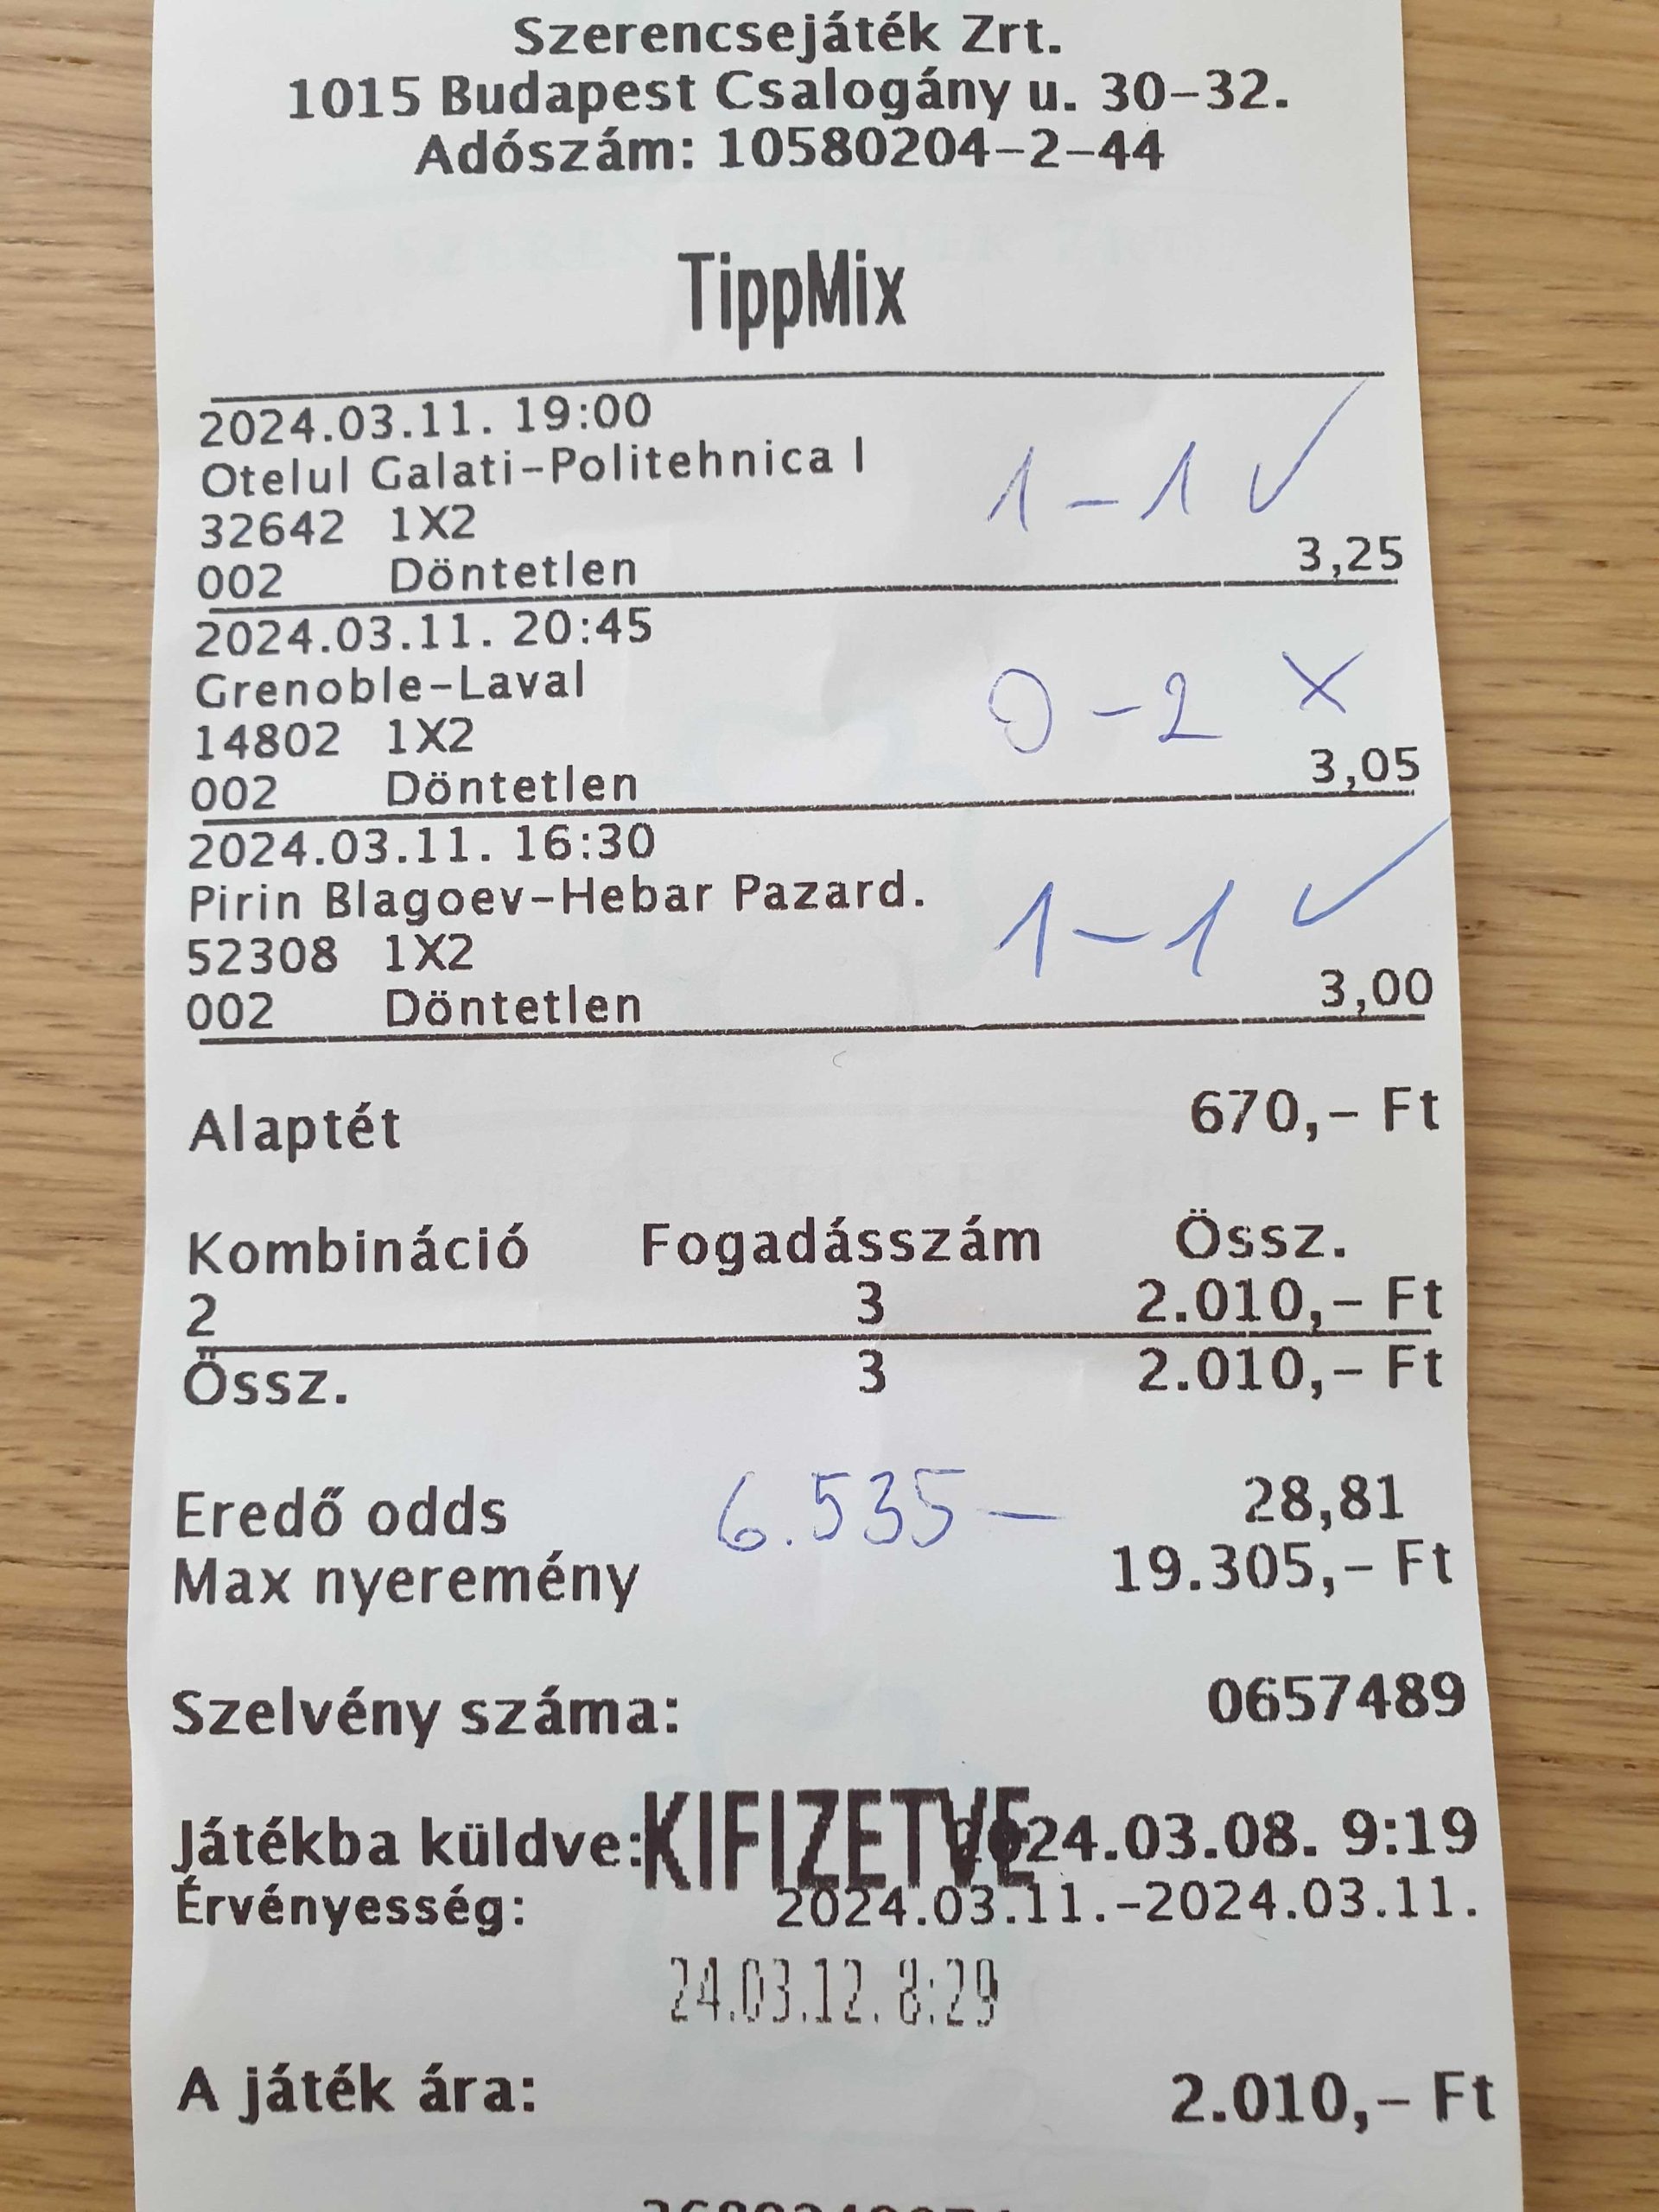 Szerencsejáték Zrt.
1015 Budapest Csalogány u. 30-32.
Adószám: 10580204-2-44
TippMix
2024.03.11. 19:00
Otelul Galati-Politehnica I
1-1 ✓
32642 1X2
002 Döntetlen 3,25
2024.03.11. 20:45
Grenoble-Laval
0-2 X
14802 1X2
002 Döntetlen 3,05
2024.03.11. 16:30
Pirin Blagoev-Hebar Pazard.
1-1 ✓
52308 1X2
002 Döntetlen 3,00
Alaptét 670,- Ft
Kombináció Fogadásszám Össz.
2 3 2.010,- Ft
Össz. 3 2.010,- Ft
Eredő odds 6.535- 28,81
Max nyeremény 19.305,- Ft
Szelvény száma: 0657489
Játékba küldve: KIFIZETVE 2024.03.08. 9:19
Érvényesség: 2024.03.11.-2024.03.11.
24.03.12. 8:29
A játék ára: 2.010,- Ft